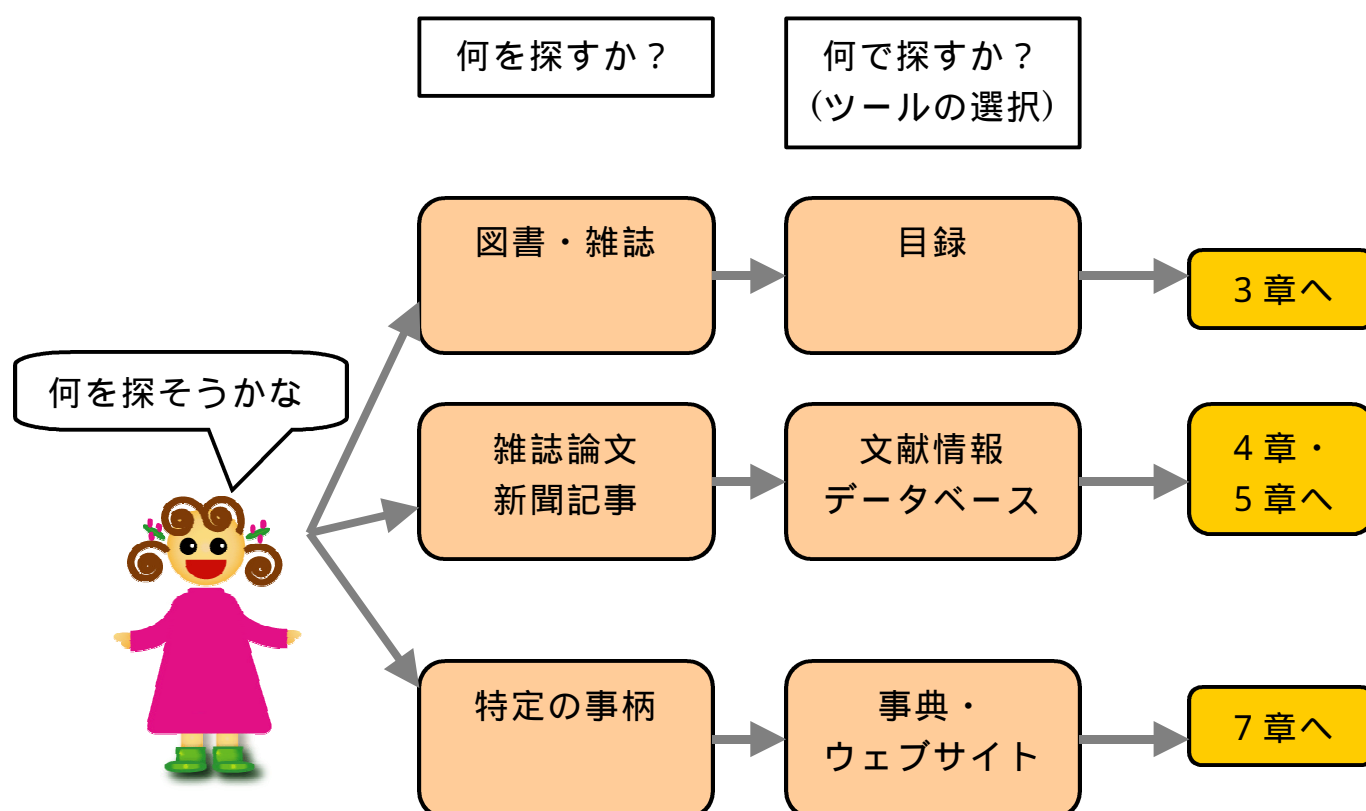 何を探すか？
何で探すか？
(ツールの選択)
図書・雑誌
目録
3章へ
何を探そうかな
雑誌論文
新聞記事
文献情報
データベース
4章・
5章へ
特定の事柄
事典・
ウェブサイト
7章へ